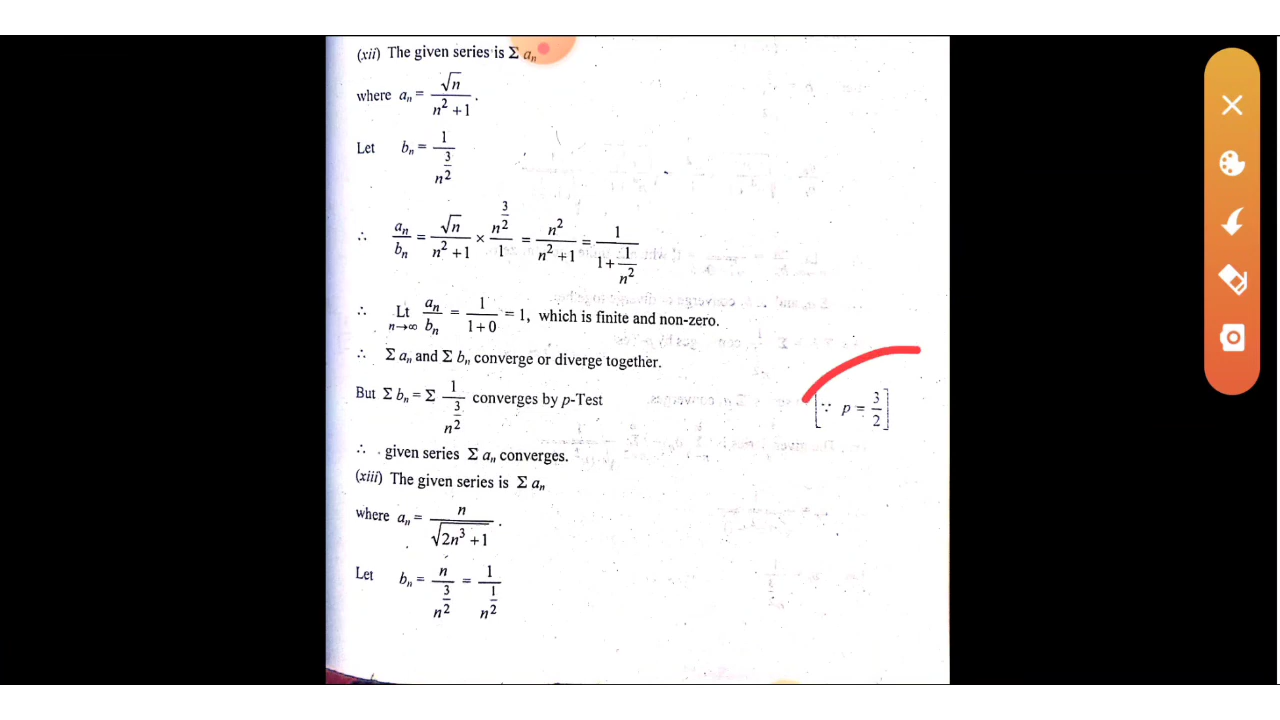 (xii) The given series is Σ aₙ
where aₙ = √n / (n² + 1) .
Let bₙ = 1 / n^(3/2)
∴ aₙ/bₙ = √n / (n² + 1) × n^(3/2) / 1 = n² / (n² + 1) = 1 / (1 + 1/n²)
∴ Lt n→∞ aₙ/bₙ = 1 / (1 + 0) = 1, which is finite and non-zero.
∴ Σ aₙ and Σ bₙ converge or diverge together.
But Σ bₙ = Σ 1 / n^(3/2) converges by p-Test [∵ p = 3/2]
∴ given series Σ aₙ converges.
(xiii) The given series is Σ aₙ
where aₙ = n / √(2n³ + 1) .
Let bₙ = n / n^(3/2) = 1 / n^(1/2)